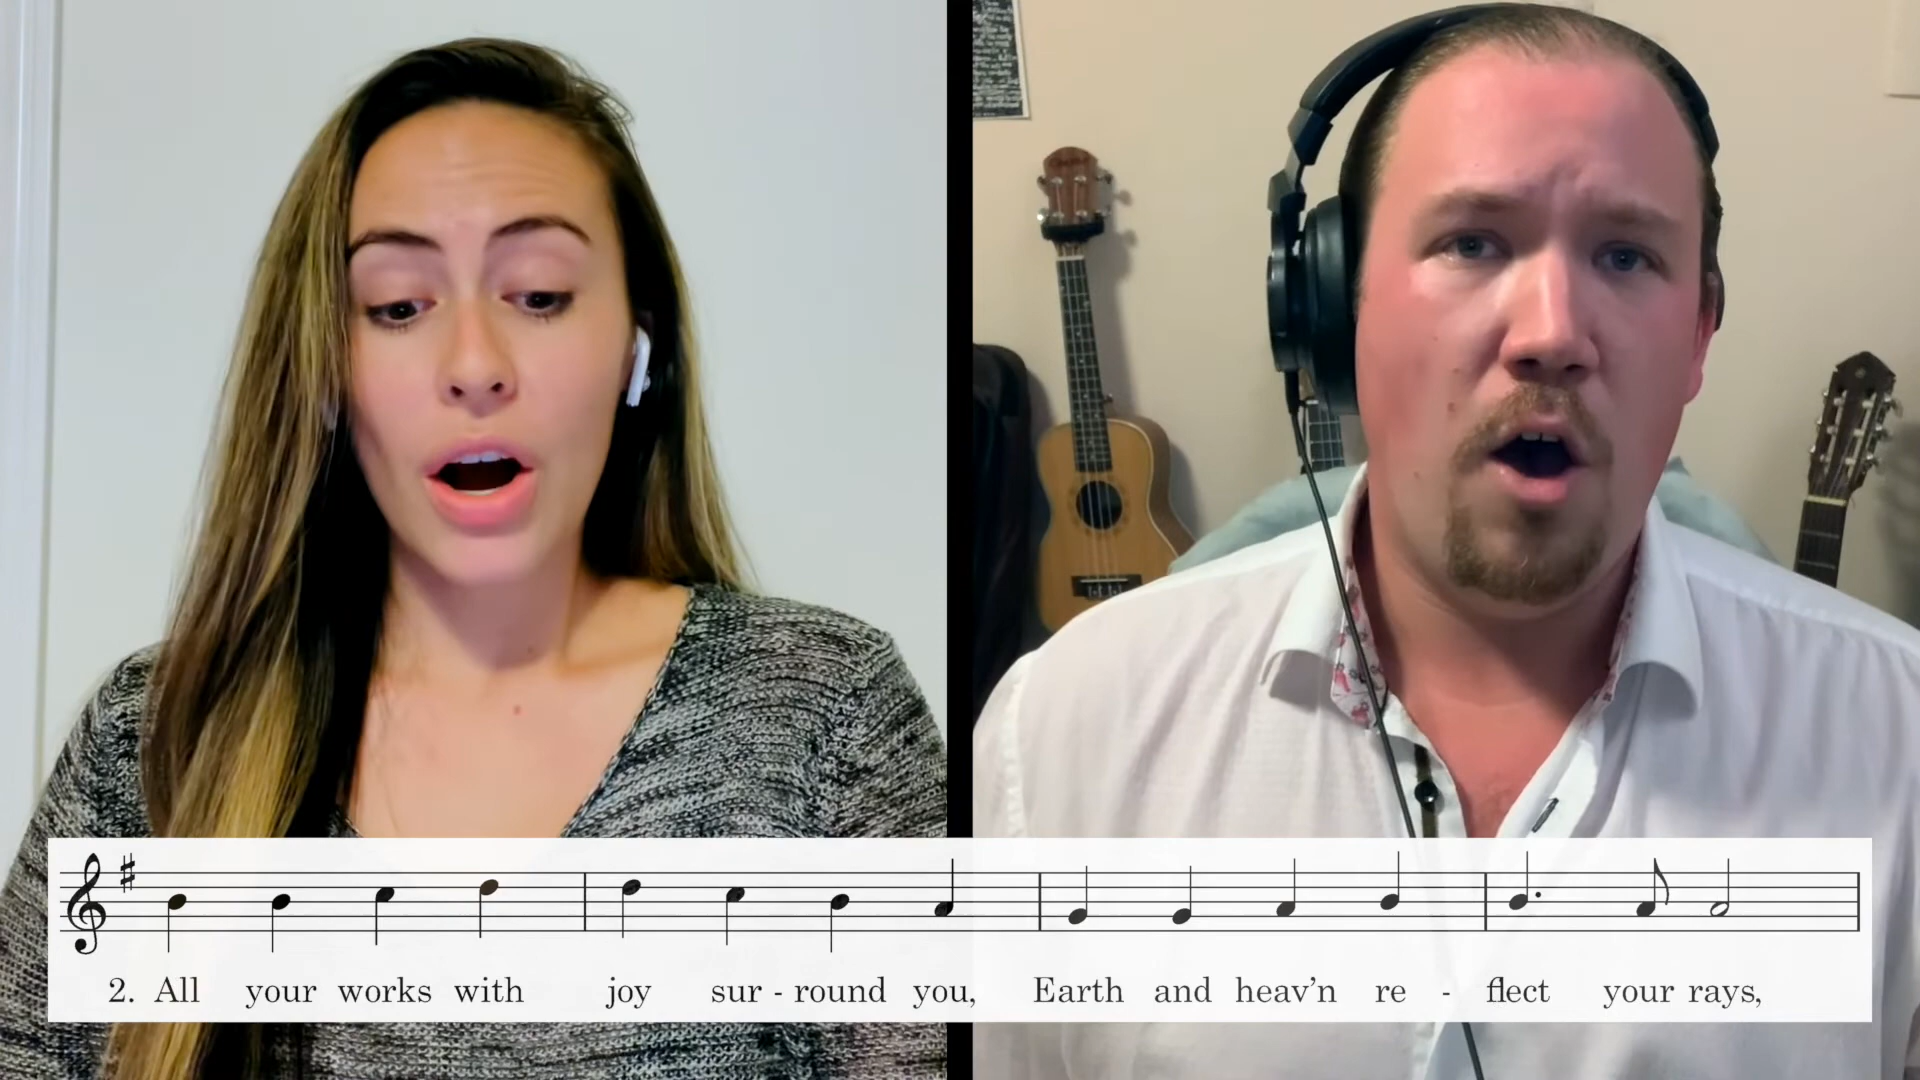 2. All your works with joy sur - round you, Earth and heav’n re - flect your rays,